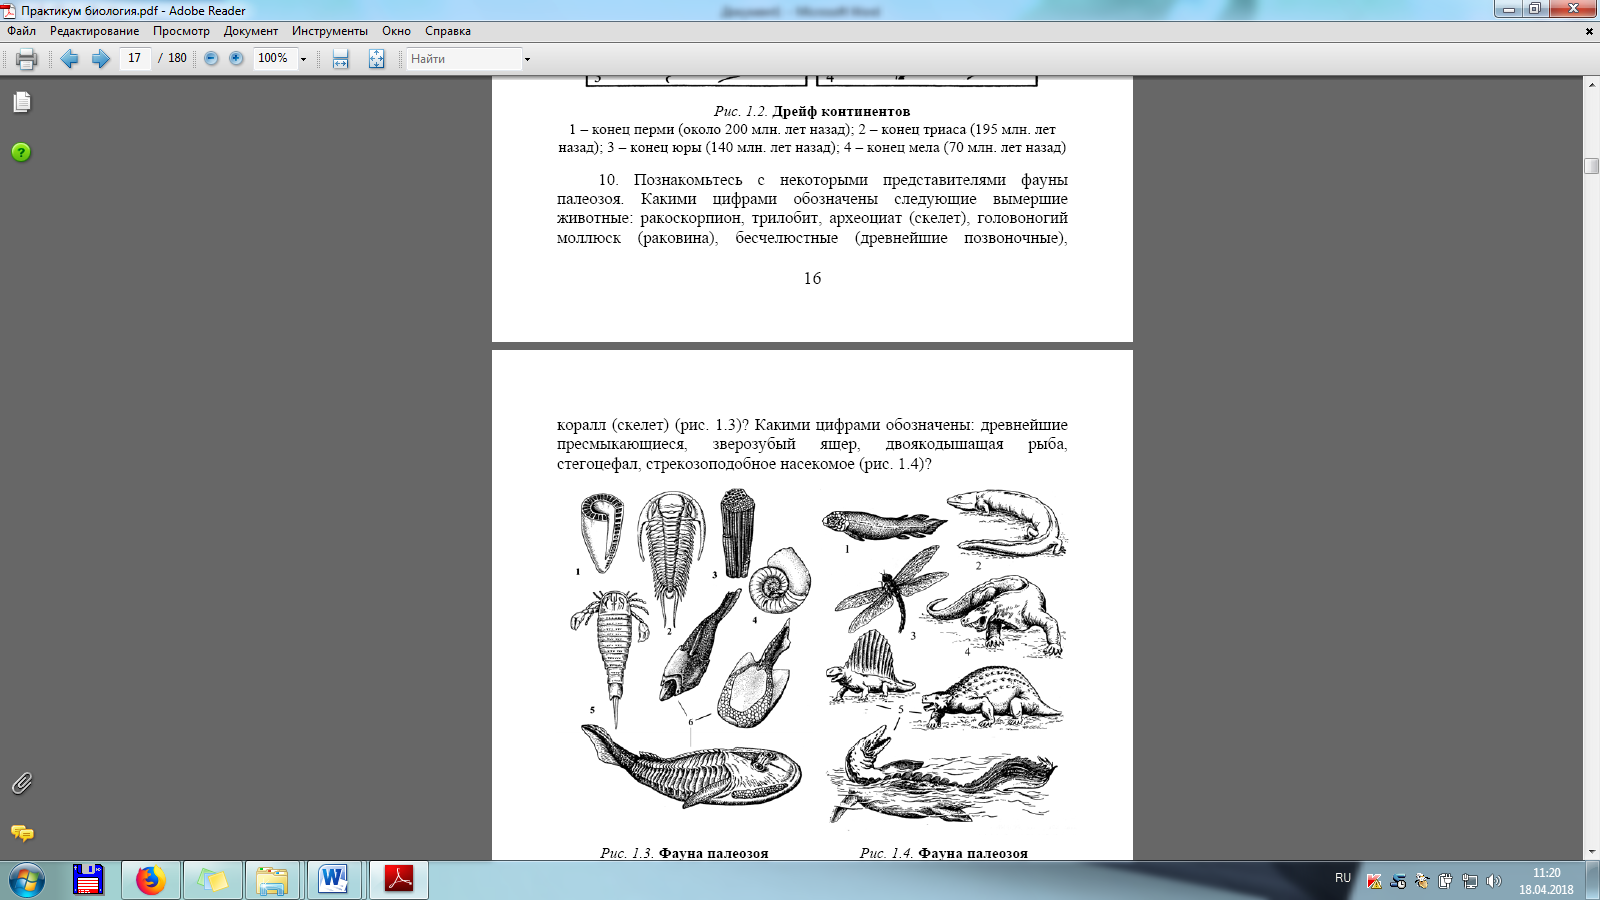 Практикум биология.pdf - Adobe Reader
Файл Редактирование Просмотр Документ Инструменты Окно Справка
17 / 180 100% Найти
3 4
Рис. 1.2. Дрейф континентов
1 – конец перми (около 200 млн. лет назад); 2 – конец триаса (195 млн. лет
назад); 3 – конец юры (140 млн. лет назад); 4 – конец мела (70 млн. лет назад)
10. Познакомьтесь с некоторыми представителями фауны
палеозоя. Какими цифрами обозначены следующие вымершие
животные: ракоскорпион, трилобит, археоциат (скелет), головоногий
моллюск (раковина), бесчелюстные (древнейшие позвоночные),
16
коралл (скелет) (рис. 1.3)? Какими цифрами обозначены: древнейшие
пресмыкающиеся, зверозубый ящер, двоякодышащая рыба,
стегоцефал, стрекозоподобное насекомое (рис. 1.4)?
1
2
3
4
5
6
1
2
3
4
5
Рис. 1.3. Фауна палеозоя
Рис. 1.4. Фауна палеозоя
RU
11:20
18.04.2018